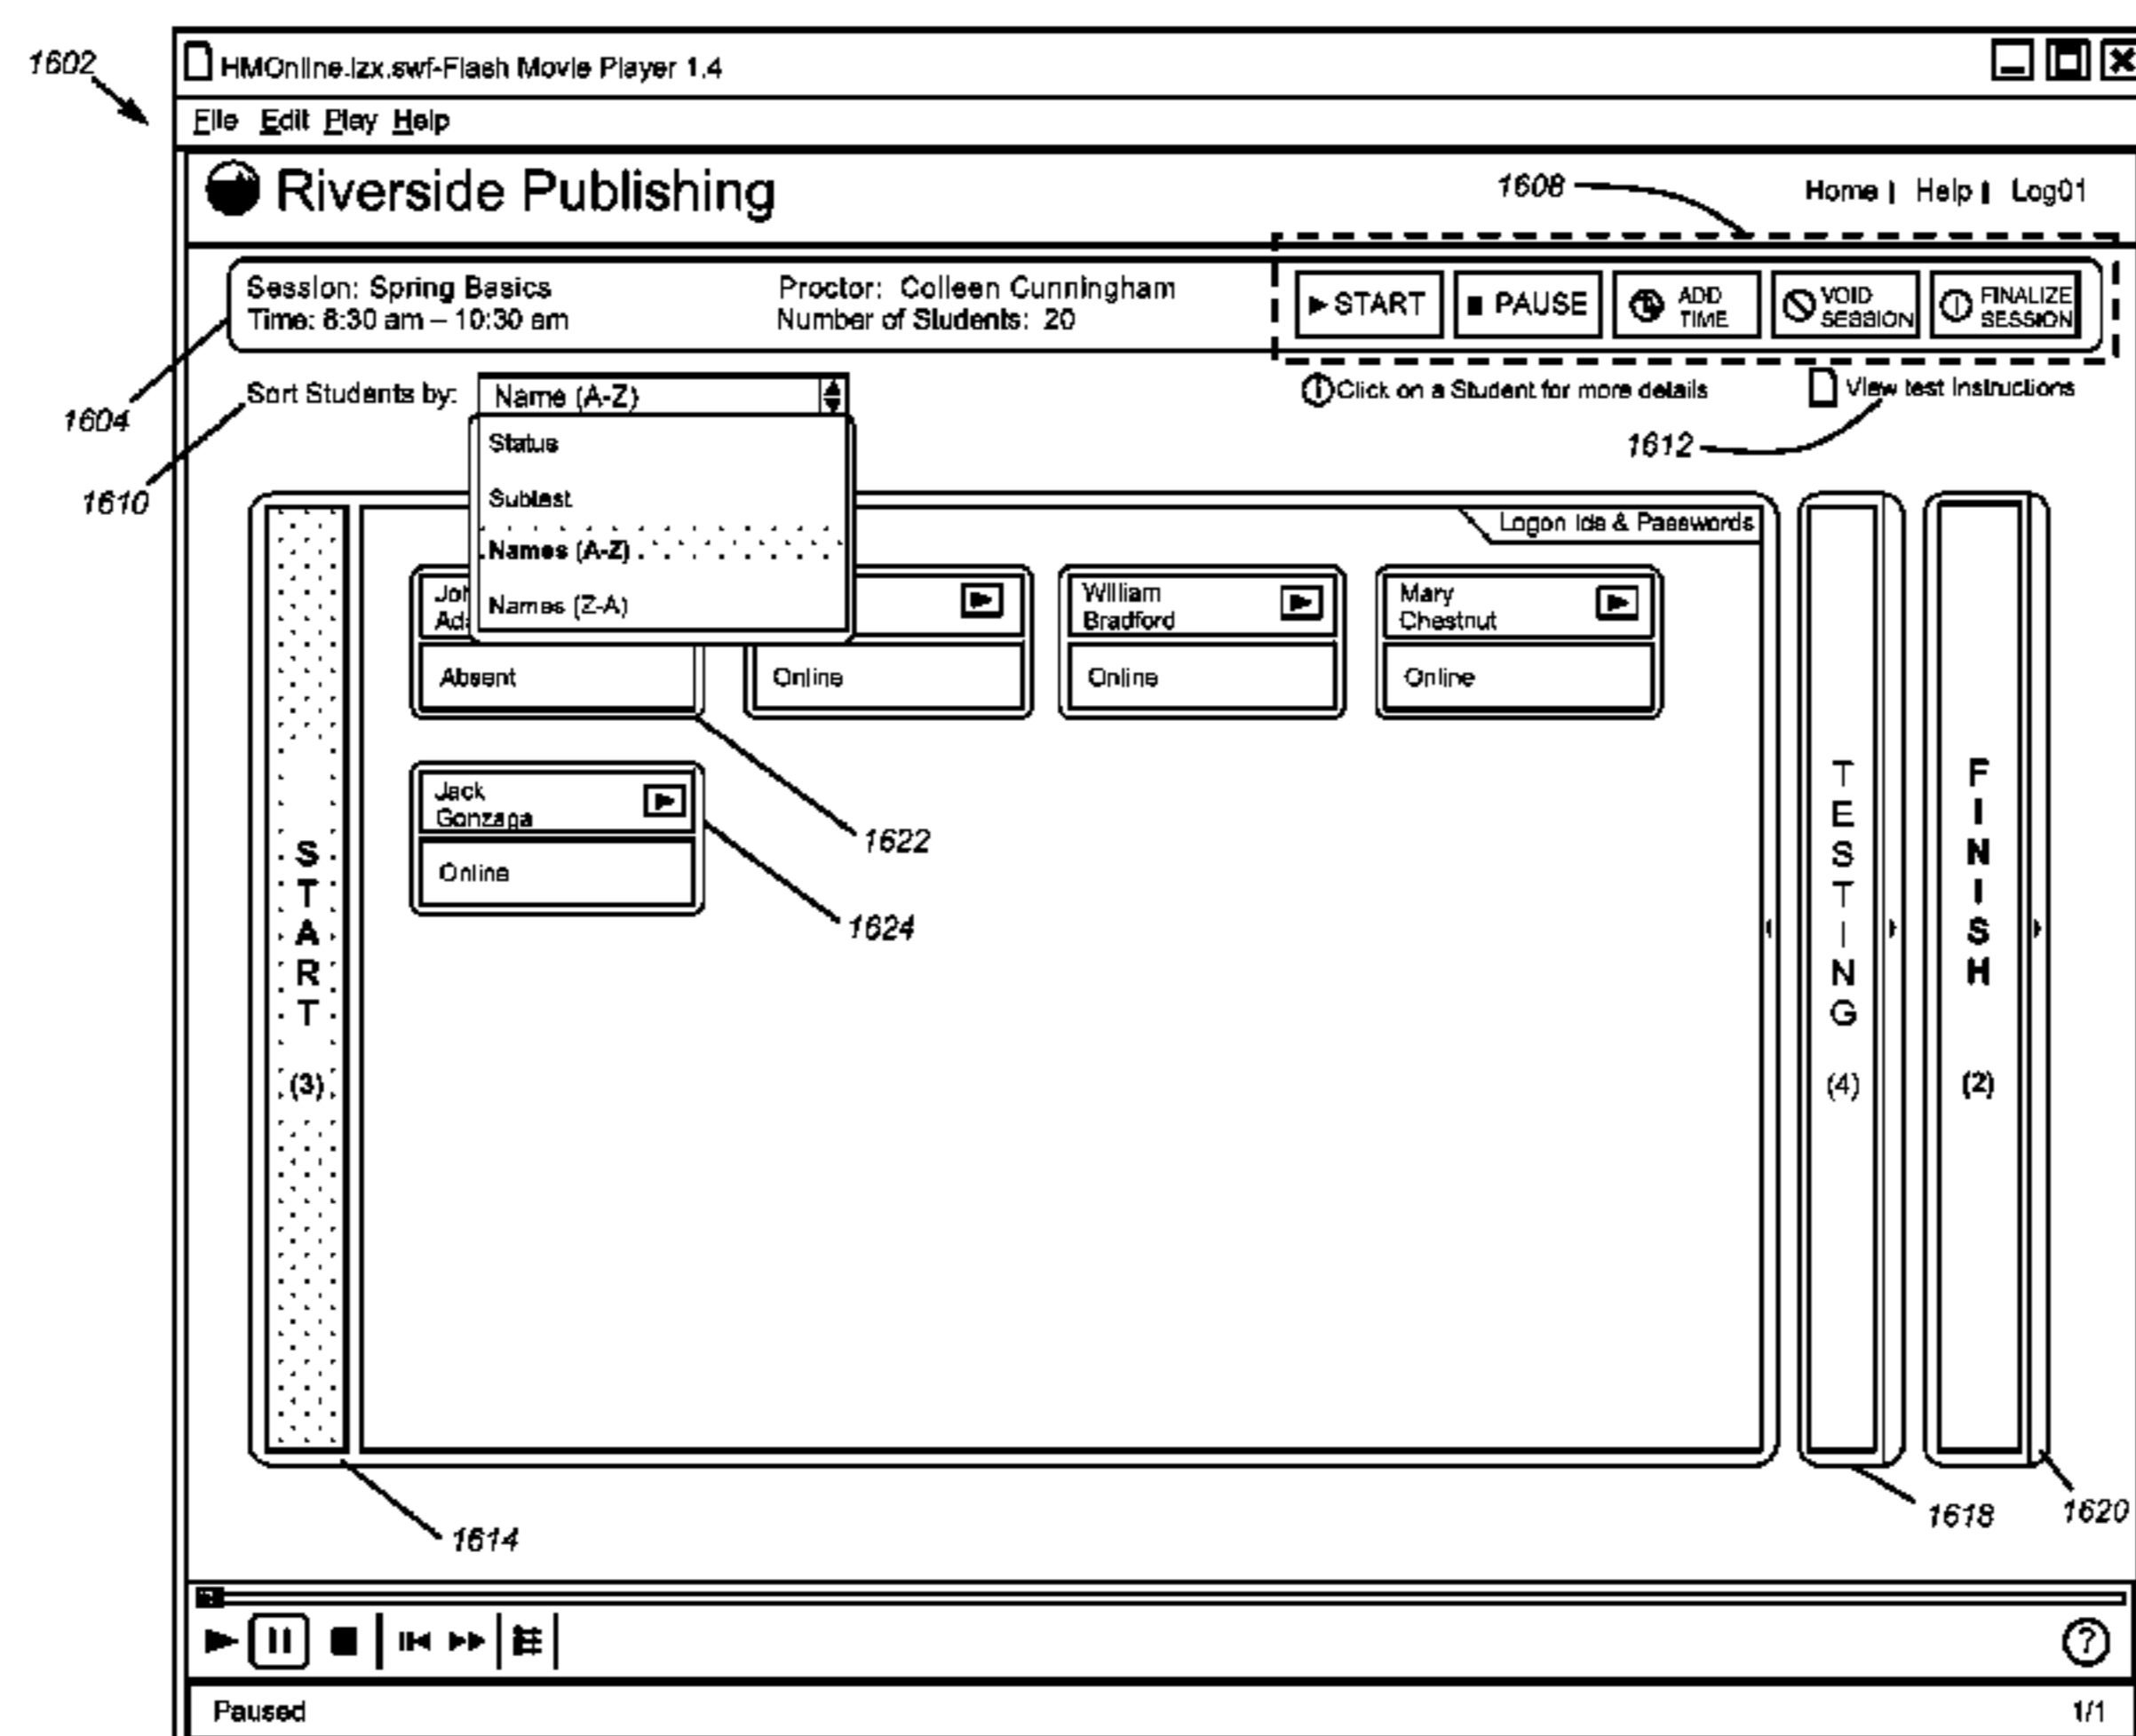 1602
HMOnline.lzx.swf-Flash Movie Player 1.4
File Edit Play Help
Riverside Publishing
1608
Home | Help | Log01
Session: Spring Basics
Time: 8:30 am – 10:30 am
Proctor: Colleen Cunningham
Number of Students: 20
START
PAUSE
ADD
TIME
VOID
SESSION
FINALIZE
SESSION
1604
Sort Students by:
Name (A-Z)
Click on a Student for more details
View test Instructions
1612
1610
Status
Subtest
Names (A-Z)
Names (Z-A)
Logon Ids & Passwords
Absent
Online
William
Bradford
Online
Mary
Chestnut
Online
Jack
Gonzaga
Online
1622
1624
START
(3)
TESTING
(4)
FINISH
(2)
1614
1618
1620
?
Paused
1/1